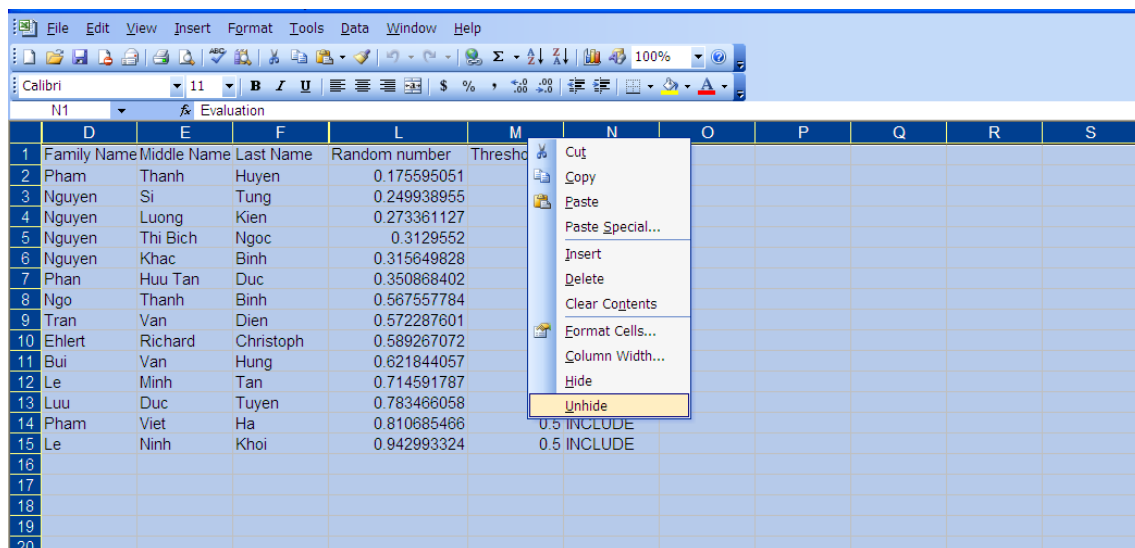 File Edit View Insert Format Tools Data Window Help
100%
Calibri 11 B I U $ % ,
N1 fx Evaluation
D E F L M N O P Q R S
1 Family Name Middle Name Last Name Random number Thresho
2 Pham Thanh Huyen 0.175595051
3 Nguyen Si Tung 0.249938955
4 Nguyen Luong Kien 0.273361127
5 Nguyen Thi Bich Ngoc 0.3129552
6 Nguyen Khac Binh 0.315649828
7 Phan Huu Tan Duc 0.350868402
8 Ngo Thanh Binh 0.567557784
9 Tran Van Dien 0.572287601
10 Ehlert Richard Christoph 0.589267072
11 Bui Van Hung 0.621844057
12 Le Minh Tan 0.714591787
13 Luu Duc Tuyen 0.783466058
14 Pham Viet Ha 0.810685466 0.5 INCLUDE
15 Le Ninh Khoi 0.942993324 0.5 INCLUDE
16
17
18
19
20
Cut
Copy
Paste
Paste Special...
Insert
Delete
Clear Contents
Format Cells...
Column Width...
Hide
Unhide